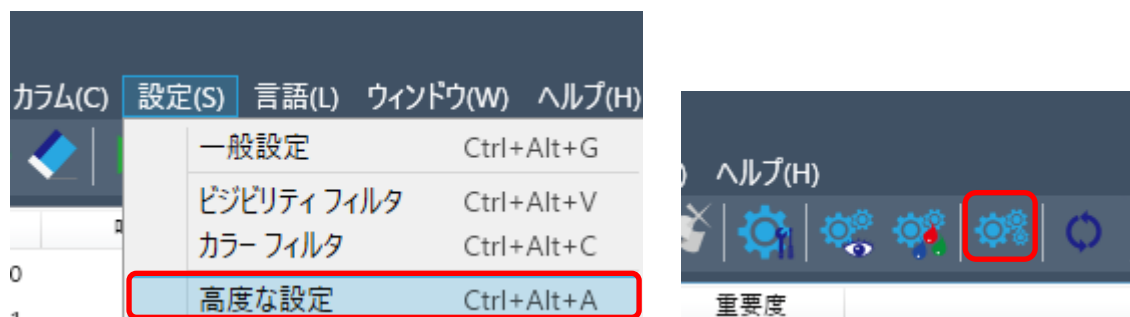 カラム(C) 設定(S) 言語(L) ウィンドウ(W) ヘルプ(H)
一般設定 Ctrl+Alt+G
ビジビリティ フィルタ Ctrl+Alt+V
カラー フィルタ Ctrl+Alt+C
0
高度な設定 Ctrl+Alt+A
ヘルプ(H)
重要度